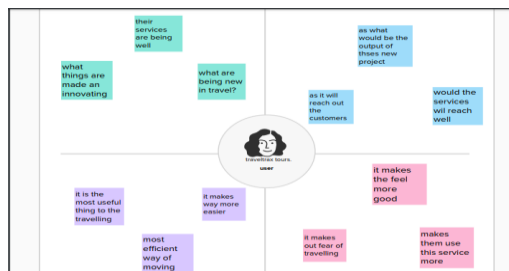 their
services
are being
well
what
things are
made an
innovating
what are
being new
in travel?
as what
would be the
output of
thses new
project
as it will
reach out
the
customers
would the
services
wil reach
well
traveltrax tours.
user
it is the
most useful
thing to the
travelling
it makes
way more
easier
most
efficient
way of
moving
it makes
the feel
more
good
it makes
out fear of
travelling
makes
them use
this service
more